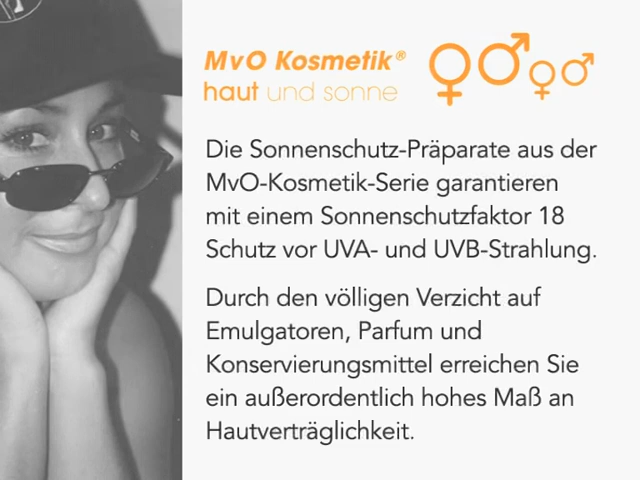 MvO Kosmetik®
haut und sonne
Die Sonnenschutz-Präparate aus der
MvO-Kosmetik-Serie garantieren
mit einem Sonnenschutzfaktor 18
Schutz vor UVA- und UVB-Strahlung.
Durch den völligen Verzicht auf
Emulgatoren, Parfum und
Konservierungsmittel erreichen Sie
ein außerordentlich hohes Maß an
Hautverträglichkeit.